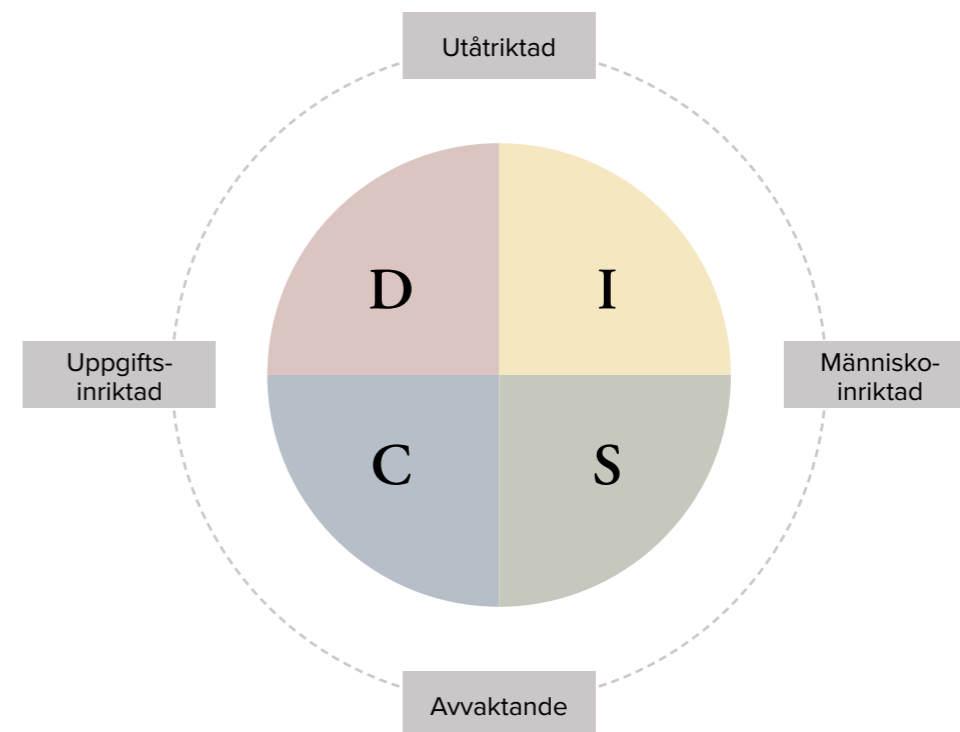 Utåtriktad
D
I
Uppgifts-
inriktad
Människo-
inriktad
C
S
Avvaktande